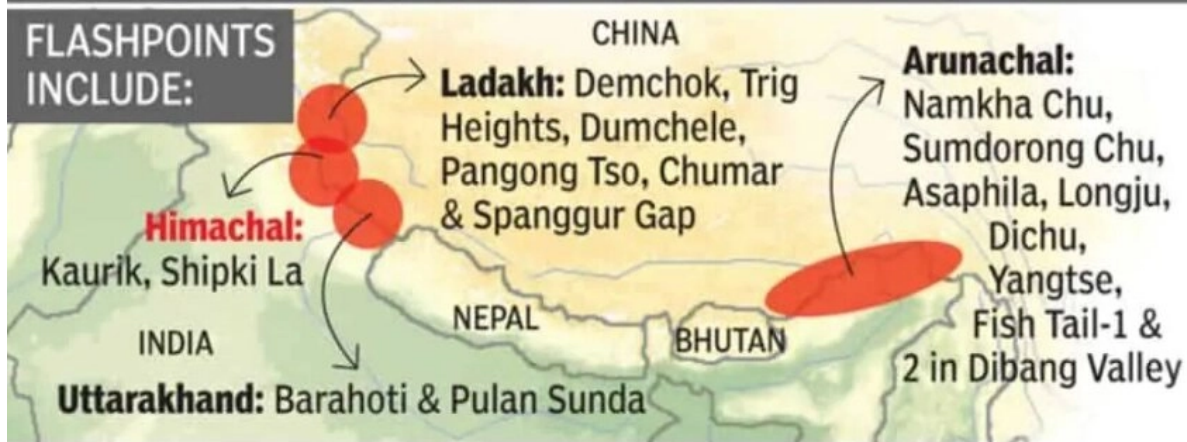 FLASHPOINTS
INCLUDE:
CHINA
Ladakh: Demchok, Trig
Heights, Dumchele,
Pangong Tso, Chumar
& Spanggur Gap
Arunachal:
Namkha Chu,
Sumdorong Chu,
Asaphila, Longju,
Dichu,
Yangtse,
Fish Tail-1 &
2 in Dibang Valley
Himachal:
Kaurik, Shipki La
INDIA
NEPAL
BHUTAN
Uttarakhand: Barahoti & Pulan Sunda